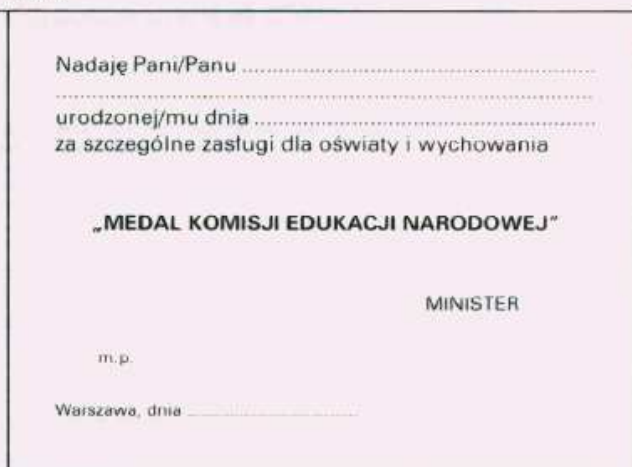 Nadaję Pani/Panu ..........
..........
urodzonej/mu dnia ..........
za szczególne zasługi dla oświaty i wychowania
„MEDAL KOMISJI EDUKACJI NARODOWEJ”
MINISTER
m.p.
Warszawa, dnia ..........